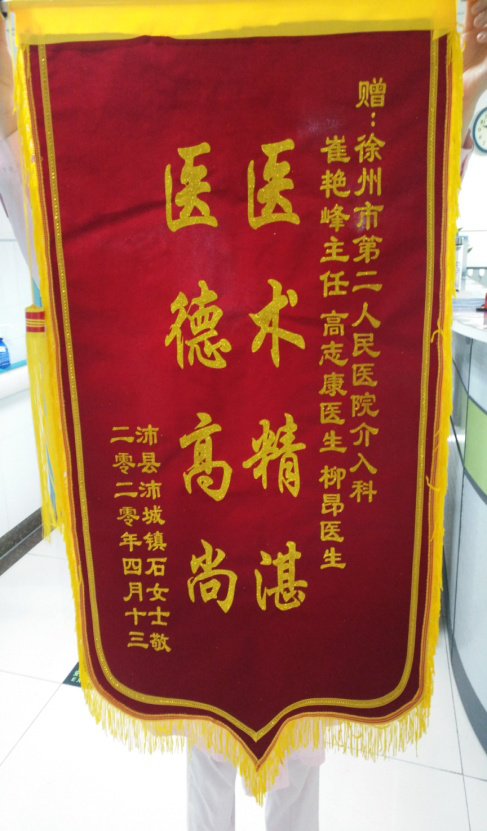 赠：徐州市第二人民医院介入科
崔艳峰主任 高志康医生 柳昂医生
医术精湛
医德高尚
沛县沛城镇石女士敬
二零二零年四月十三